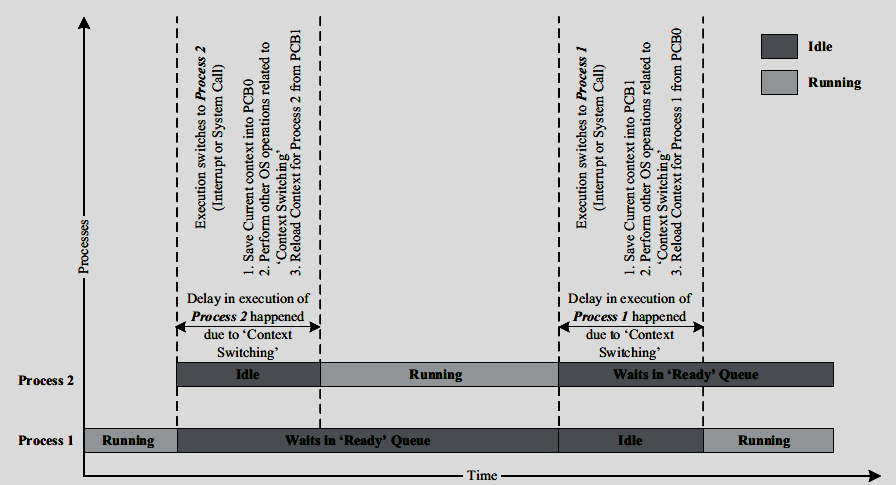 Execution switches to Process 2
(Interrupt or System Call)
1. Save Current context into PCB0
2. Perform other OS operations related to
‘Context Switching’
3. Reload Context for Process 2 from PCB1
Execution switches to Process 1
(Interrupt or System Call)
1. Save Current context into PCB1
2. Perform other OS operations related to
‘Context Switching’
3. Reload Context for Process 1 from PCB0
Idle
Running
Processes
Delay in execution of
Process 2 happened
due to ‘Context
Switching’
Delay in execution of
Process 1 happened
due to ‘Context
Switching’
Process 2
Idle
Running
Waits in ‘Ready’ Queue
Process 1
Running
Waits in ‘Ready’ Queue
Idle
Running
Time